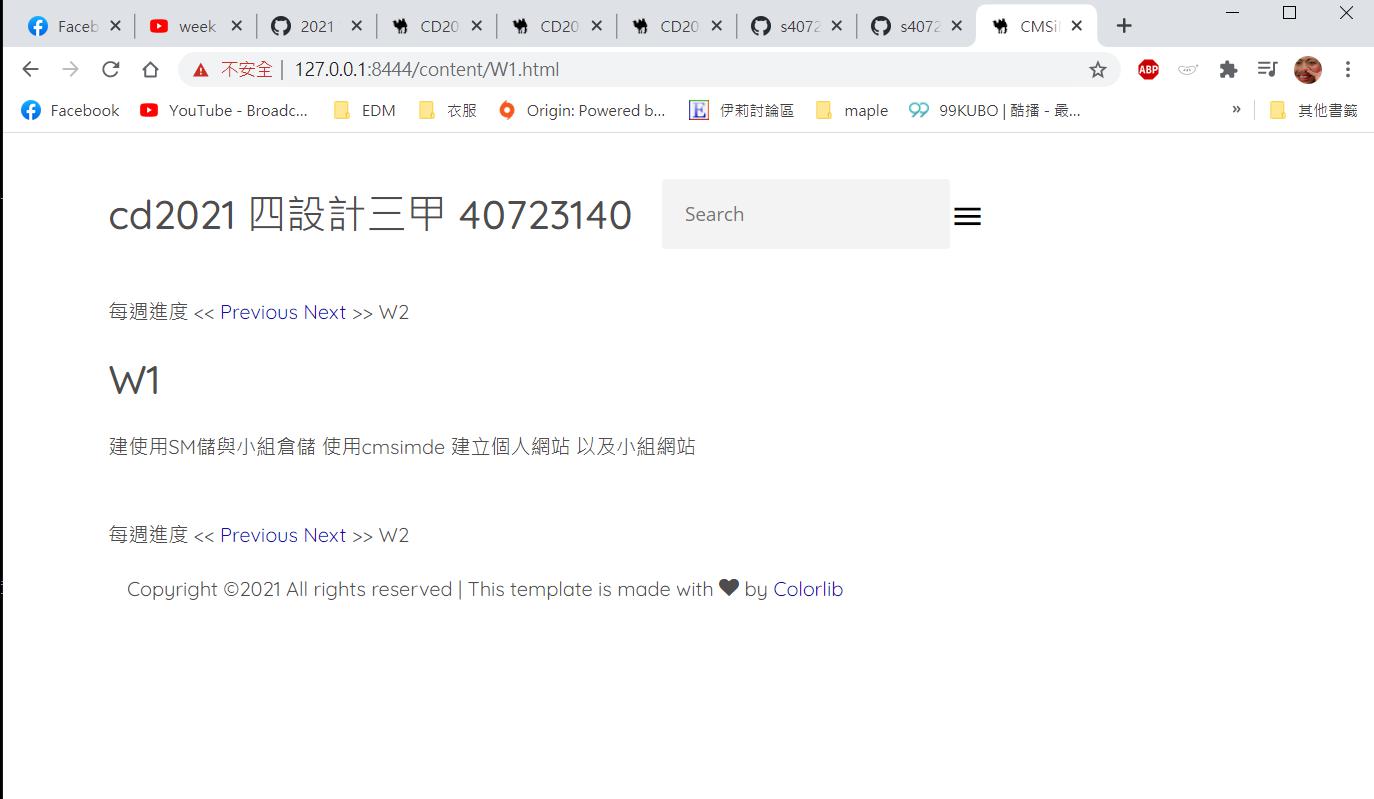 Faceb week 2021 CD20 CD20 CD20 s4072 s4072 CMSi
不安全 | 127.0.0.1:8444/content/W1.html ABP
Facebook YouTube - Broadc... EDM 衣服 Origin: Powered b... E 伊莉討論區 maple 99KUBO | 酷播 - 最... » 其他書籤
cd2021 四設計三甲 40723140 Search
每週進度 << Previous Next >> W2
W1
建使用SM儲與小組倉儲 使用cmsimde 建立個人網站 以及小組網站
每週進度 << Previous Next >> W2
Copyright ©2021 All rights reserved | This template is made with ♥ by Colorlib